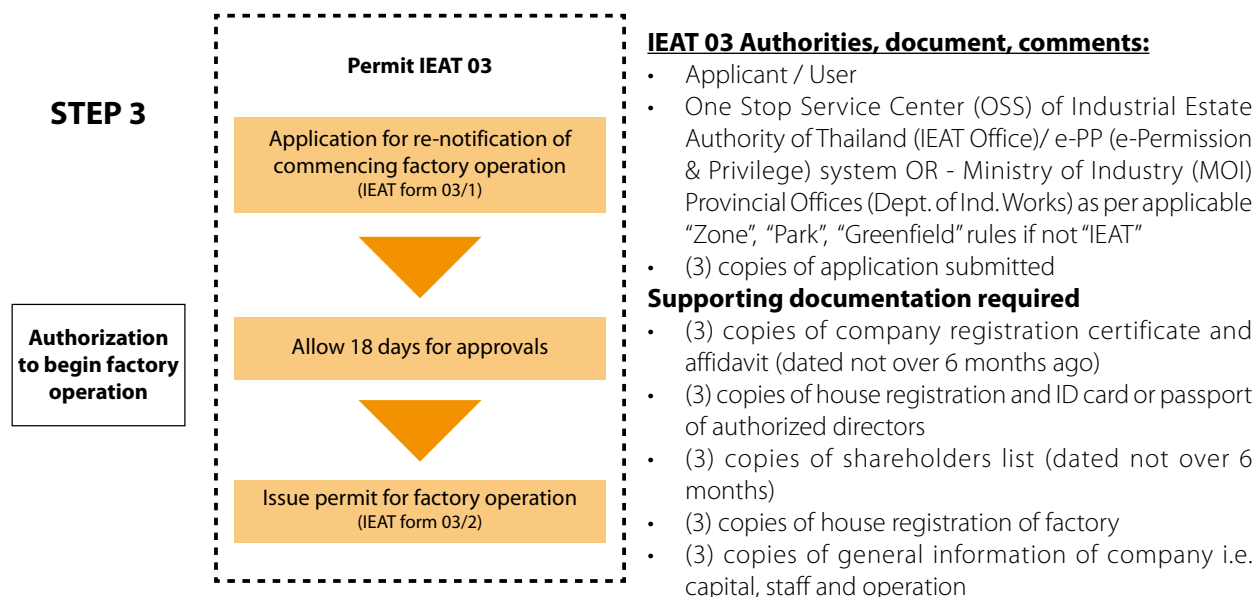 STEP 3
Authorization
to begin factory
operation
Permit IEAT 03
Application for re-notification of
commencing factory operation
(IEAT form 03/1)
Allow 18 days for approvals
Issue permit for factory operation
(IEAT form 03/2)
IEAT 03 Authorities, document, comments:
• Applicant / User
• One Stop Service Center (OSS) of Industrial Estate
Authority of Thailand (IEAT Office)/ e-PP (e-Permission
& Privilege) system OR - Ministry of Industry (MOI)
Provincial Offices (Dept. of Ind. Works) as per applicable
“Zone”, “Park”, “Greenfield” rules if not “IEAT”
• (3) copies of application submitted
Supporting documentation required
• (3) copies of company registration certificate and
affidavit (dated not over 6 months ago)
• (3) copies of house registration and ID card or passport
of authorized directors
• (3) copies of shareholders list (dated not over 6
months)
• (3) copies of house registration of factory
• (3) copies of general information of company i.e.
capital, staff and operation